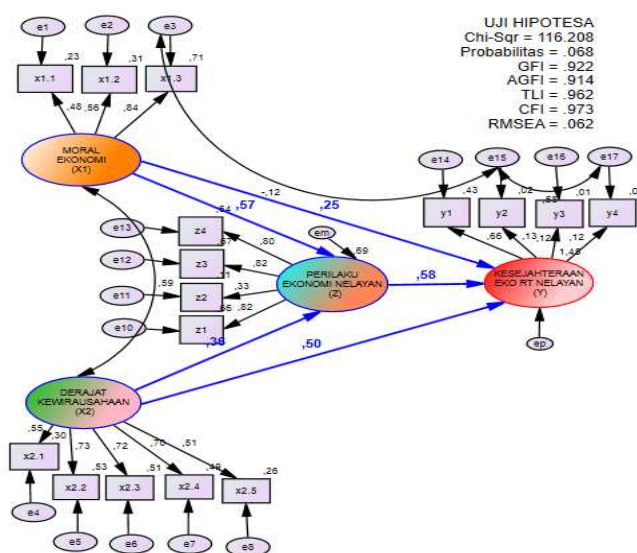 UJI HIPOTESA
Chi-Sqr = 116.208
Probabilitas = .068
GFI = .922
AGFI = .914
TLI = .962
CFI = .973
RMSEA = .062
e1
e2
e3
,23
,31
,71
x1.1
x1.2
x1.3
,48
,56
,84
MORAL
EKONOMI
(X1)
-,12
,25
,57
e14
e15
e16
e17
,43
,02
,01
y1
y2
y3
y4
,66
,13
,12
,12
1,48
e13
z4
,80
e12
z3
,82
e11
z2
,33
e10
z1
,82
em
,69
PERILAKU
EKONOMI NELAYAN
(Z)
,58
KESEJAHTERAAN
EKO RT NELAYAN
(Y)
ep
,59
,36
,50
DERAJAT
KEWIRAUSAHAAN
(X2)
,55
,30
,73
,72
,70
,51
x2.1
,53
,51
,49
,26
x2.2
x2.3
x2.4
x2.5
e4
e5
e6
e7
e8